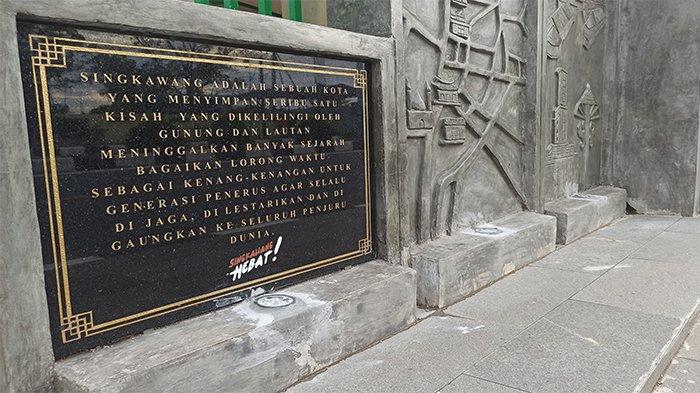 SINGKAWANG ADALAH SEBUAH KOTA
YANG MENYIMPAN SERIBU SATU
KISAH YANG DIKELILINGI OLEH
GUNUNG DAN LAUTAN
MENINGGALKAN BANYAK SEJARAH
BAGAIKAN LORONG WAKTU
SEBAGAI KENANG-KENANGAN UNTUK
GENERASI PENERUS AGAR SELALU
DI JAGA, DI LESTARIKAN DAN DI
GAUNGKAN KE SELURUH PENJURU
DUNIA.
SINGKAWANG
HEBAT!